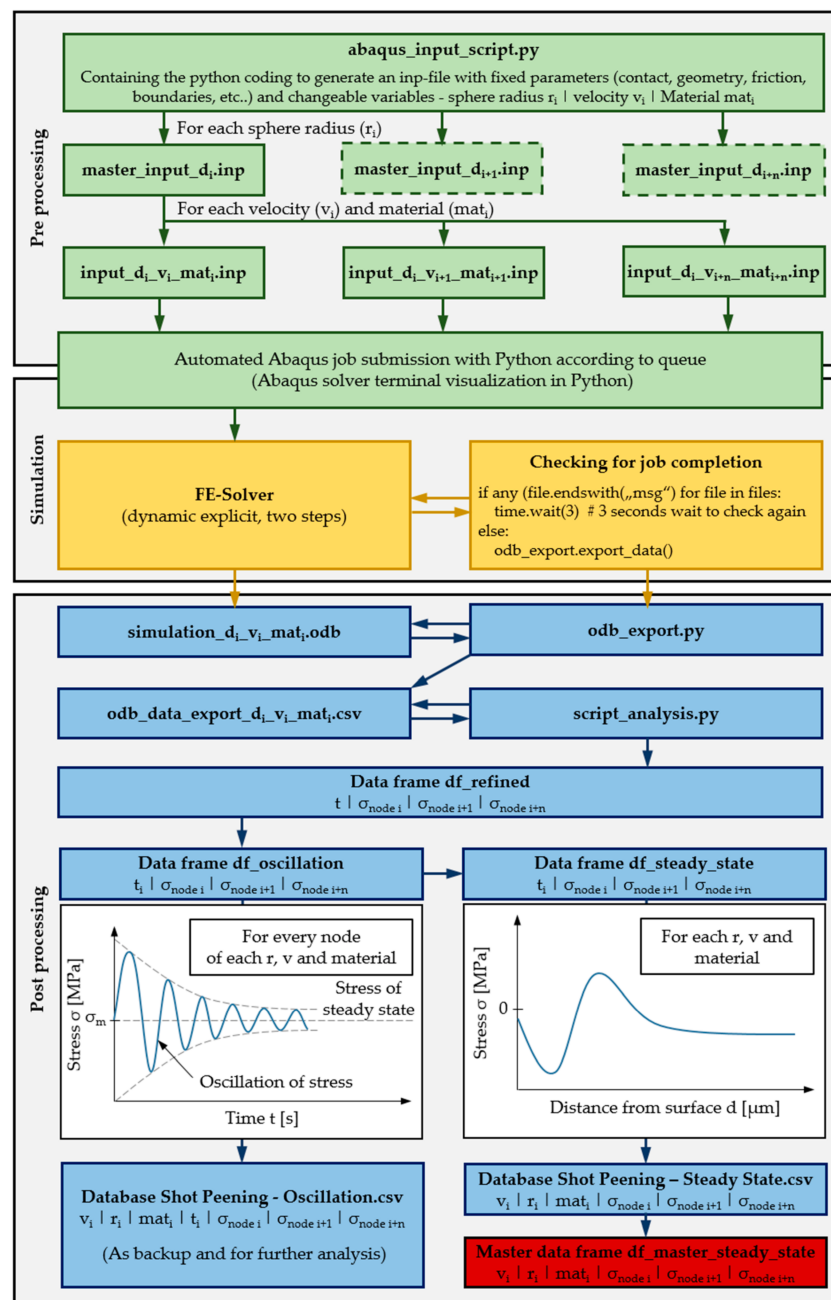 Pre processing
abaqus_input_script.py
Containing the python coding to generate an inp-file with fixed parameters (contact, geometry, friction,
boundaries, etc..) and changeable variables - sphere radius rᵢ | velocity vᵢ | Material matᵢ
For each sphere radius (rᵢ)
master_input_dᵢ.inp
master_input_dᵢ₊₁.inp
master_input_dᵢ₊ₙ.inp
For each velocity (vᵢ) and material (matᵢ)
input_dᵢ_vᵢ_matᵢ.inp
input_dᵢ_vᵢ₊₁_matᵢ₊₁.inp
input_dᵢ_vᵢ₊ₙ_matᵢ₊ₙ.inp
Automated Abaqus job submission with Python according to queue
(Abaqus solver terminal visualization in Python)
Simulation
FE-Solver
(dynamic explicit, two steps)
Checking for job completion
if any (file.endswith(„msg“) for file in files:
time.wait(3) # 3 seconds wait to check again
else:
odb_export.export_data()
Post processing
simulation_dᵢ_vᵢ_matᵢ.odb
odb_export.py
odb_data_export_dᵢ_vᵢ_matᵢ.csv
script_analysis.py
Data frame df_refined
t | σₙₒdₑ ᵢ | σₙₒdₑ ᵢ₊₁ | σₙₒdₑ ᵢ₊ₙ
Data frame df_oscillation
tᵢ | σₙₒdₑ ᵢ | σₙₒdₑ ᵢ₊₁ | σₙₒdₑ ᵢ₊ₙ
Data frame df_steady_state
tᵢ | σₙₒdₑ ᵢ | σₙₒdₑ ᵢ₊₁ | σₙₒdₑ ᵢ₊ₙ
For every node
of each r, v and material
Stress of
steady state
Stress σ [MPa]
σₘ
Oscillation of stress
Time t [s]
For each r, v and
material
Stress σ [MPa]
0
Distance from surface d [µm]
Database Shot Peening - Oscillation.csv
vᵢ | rᵢ | matᵢ | tᵢ | σₙₒdₑ ᵢ | σₙₒdₑ ᵢ₊₁ | σₙₒdₑ ᵢ₊ₙ
(As backup and for further analysis)
Database Shot Peening – Steady State.csv
vᵢ | rᵢ | matᵢ | σₙₒdₑ ᵢ | σₙₒdₑ ᵢ₊₁ | σₙₒdₑ ᵢ₊ₙ
Master data frame df_master_steady_state
vᵢ | rᵢ | matᵢ | σₙₒdₑ ᵢ | σₙₒdₑ ᵢ₊₁ | σₙₒdₑ ᵢ₊ₙ